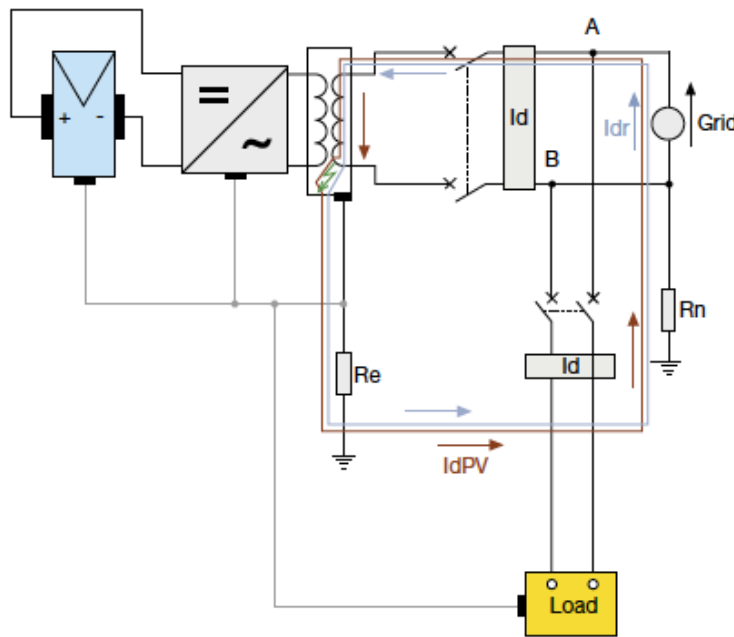 A
+ -
=
~
Id
Idr
Grid
B
Rn
Id
Re
IdPV
Load